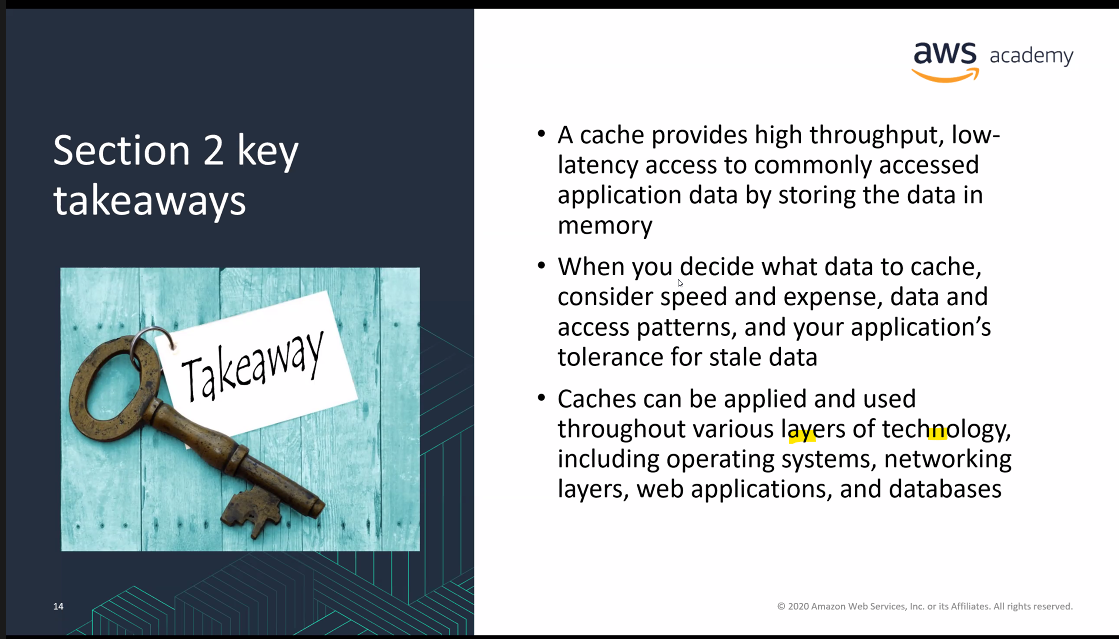 aws academy
Section 2 key
takeaways
Takeaway
• A cache provides high throughput, low-
latency access to commonly accessed
application data by storing the data in
memory
• When you decide what data to cache,
consider speed and expense, data and
access patterns, and your application’s
tolerance for stale data
• Caches can be applied and used
throughout various layers of technology,
including operating systems, networking
layers, web applications, and databases
14
© 2020 Amazon Web Services, Inc. or its Affiliates. All rights reserved.